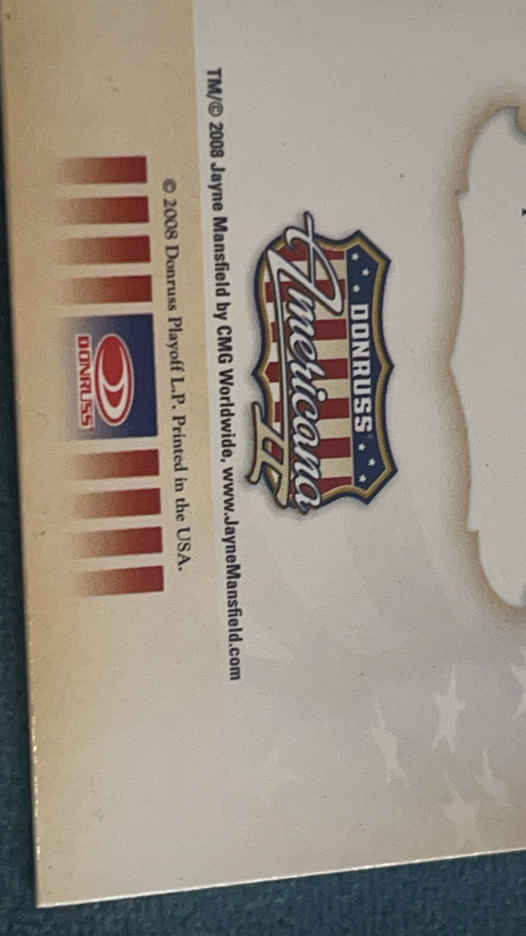 DONRUSS
Americana
II
TM/© 2008 Jayne Mansfield by CMG Worldwide, www.JayneMansfield.com
© 2008 Donruss Playoff L.P. Printed in the USA.
DONRUSS